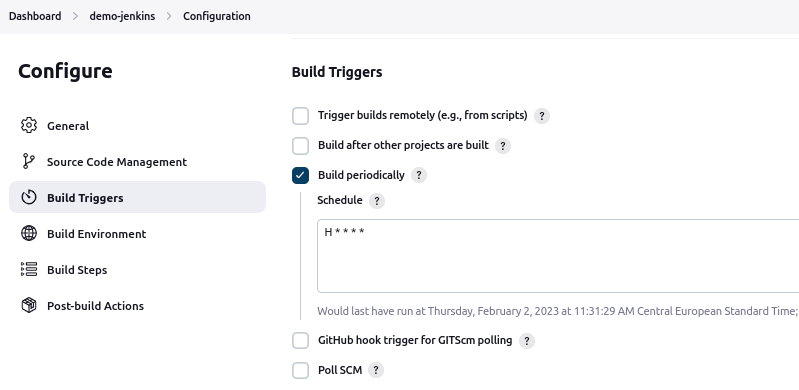 Dashboard > demo-jenkins > Configuration
Configure
General
Source Code Management
Build Triggers
Build Environment
Build Steps
Post-build Actions
Build Triggers
Trigger builds remotely (e.g., from scripts) ?
Build after other projects are built ?
Build periodically ?
Schedule ?
H * * * *
Would last have run at Thursday, February 2, 2023 at 11:31:29 AM Central European Standard Time;
GitHub hook trigger for GITScm polling ?
Poll SCM ?